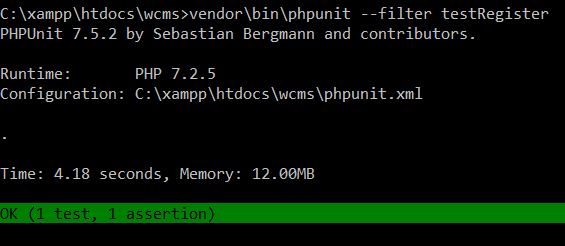 C:\xampp\htdocs\wcms>vendor\bin\phpunit --filter testRegister
PHPUnit 7.5.2 by Sebastian Bergmann and contributors.
Runtime:       PHP 7.2.5
Configuration: C:\xampp\htdocs\wcms\phpunit.xml
.
Time: 4.18 seconds, Memory: 12.00MB
OK (1 test, 1 assertion)